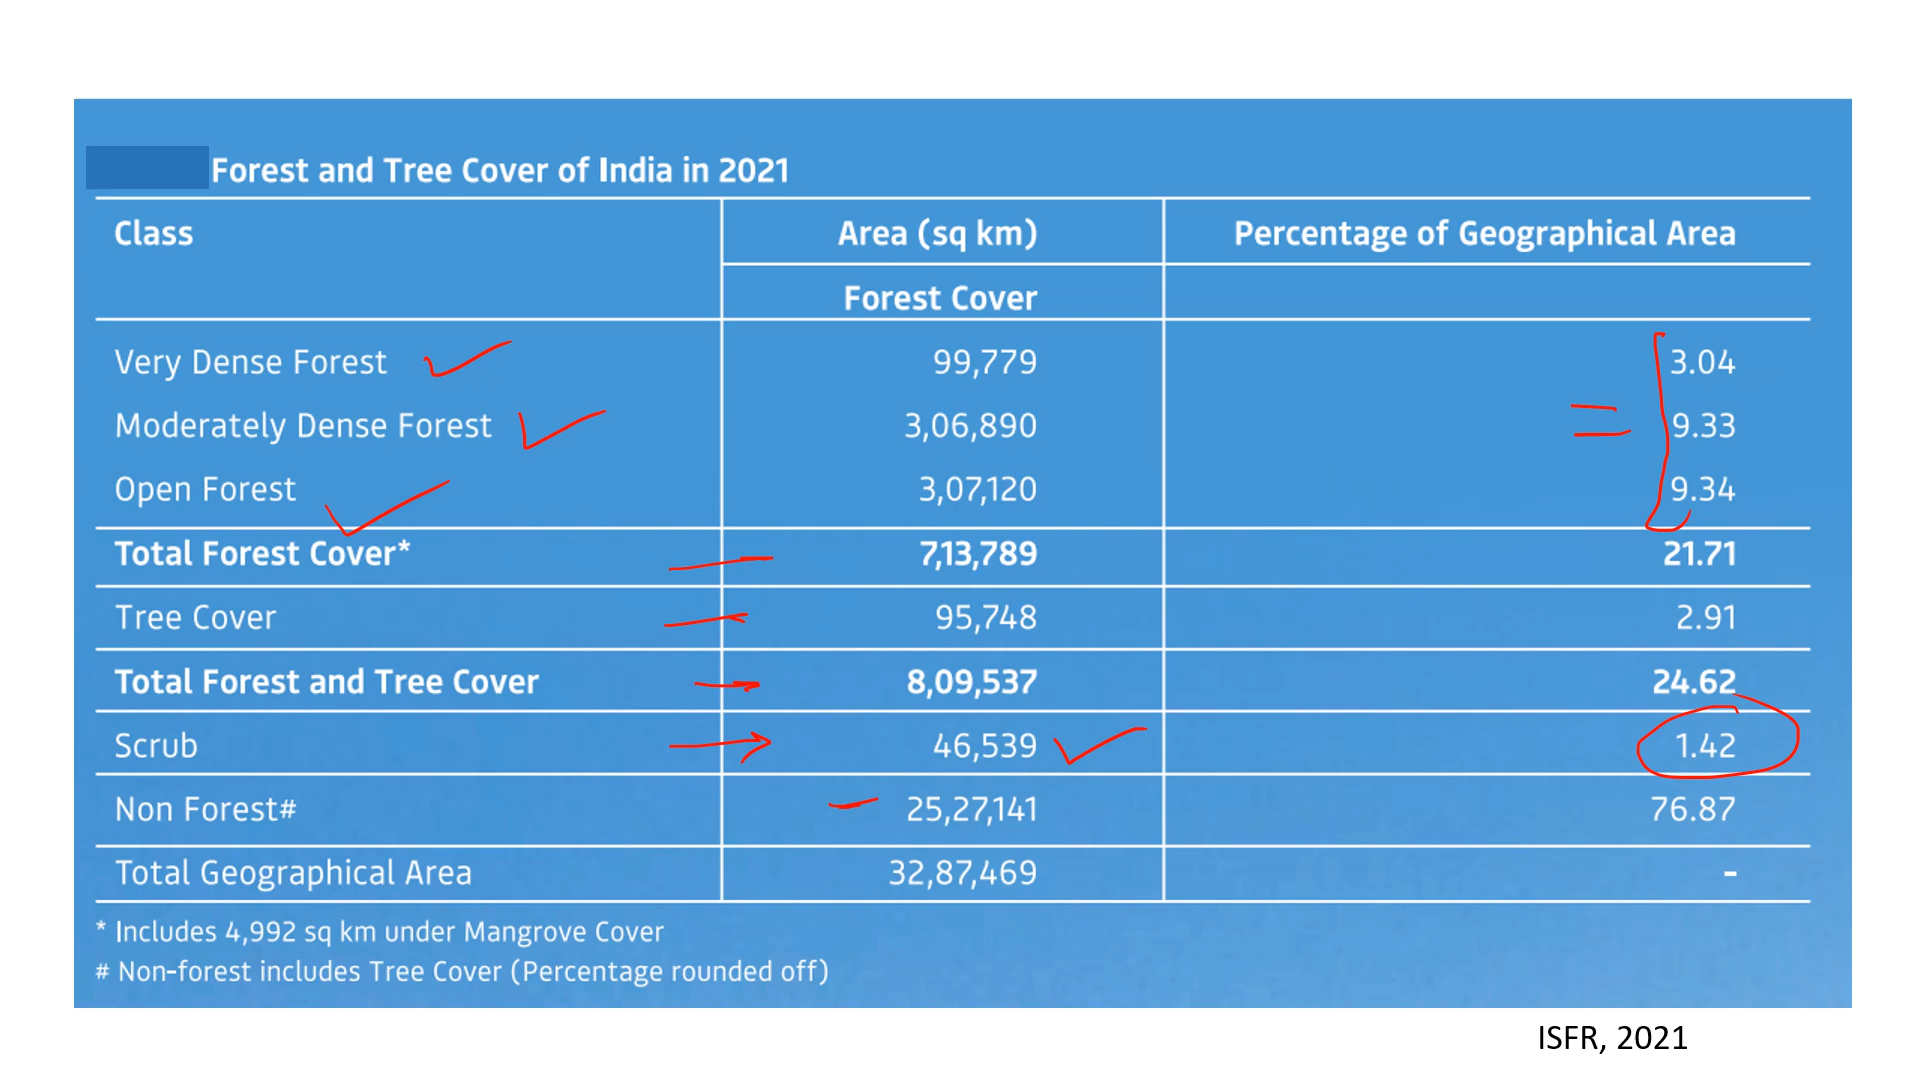 Forest and Tree Cover of India in 2021
Class Area (sq km) Percentage of Geographical Area
Forest Cover
Very Dense Forest 99,779 3.04
Moderately Dense Forest 3,06,890 9.33
Open Forest 3,07,120 9.34
Total Forest Cover* 7,13,789 21.71
Tree Cover 95,748 2.91
Total Forest and Tree Cover 8,09,537 24.62
Scrub 46,539 1.42
Non Forest# 25,27,141 76.87
Total Geographical Area 32,87,469 -
* Includes 4,992 sq km under Mangrove Cover
# Non-forest includes Tree Cover (Percentage rounded off)
ISFR, 2021